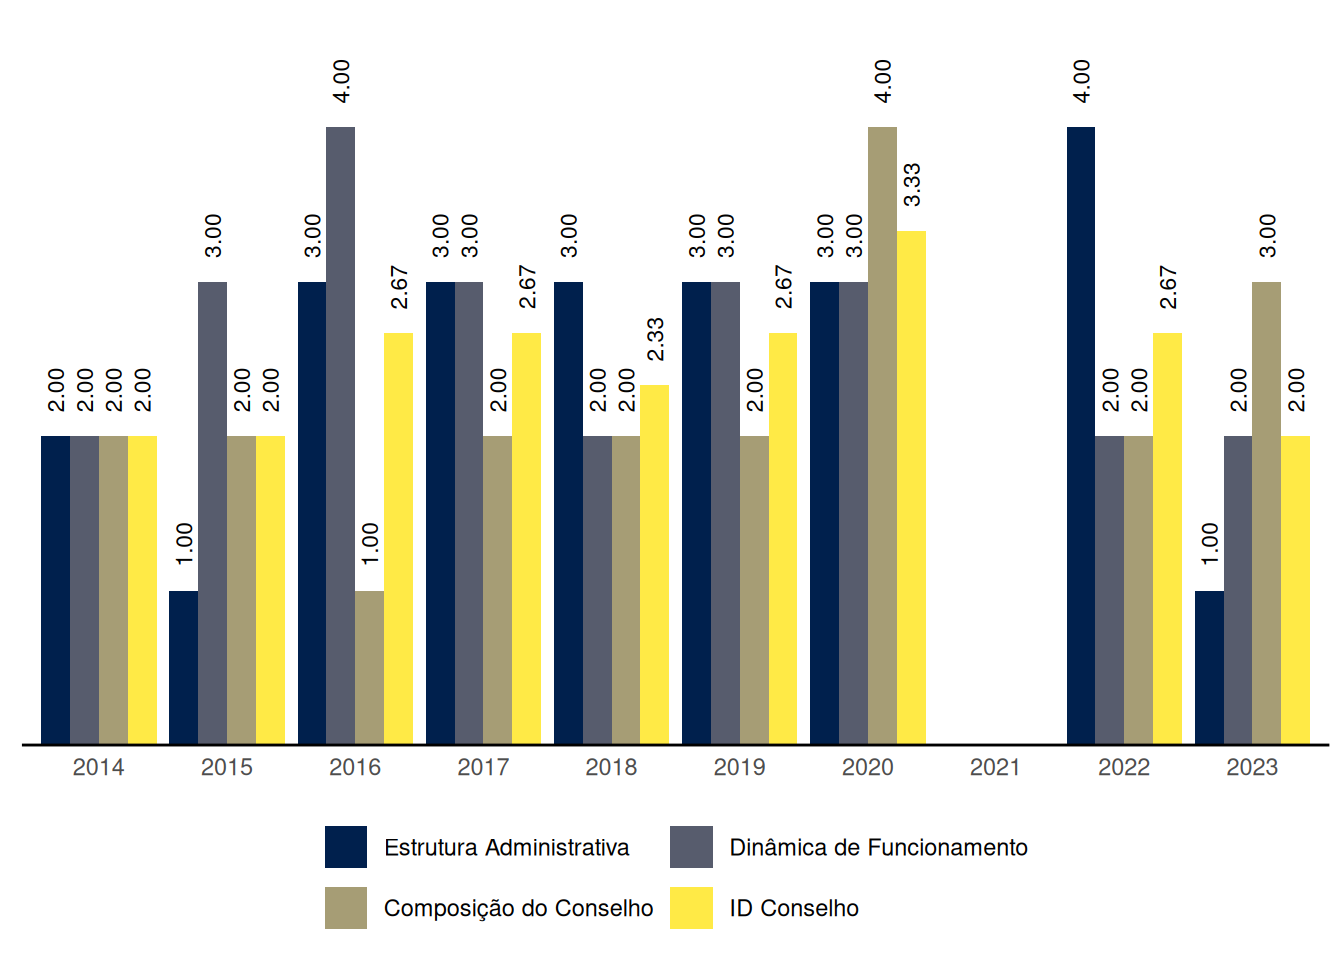 4.00 4.00 4.00
3.33
3.00 3.00 3.00 3.00 3.00 3.00 3.00 3.00 3.00 3.00
2.67 2.67 2.67 2.67
2.33
2.00 2.00 2.00 2.00 2.00 2.00 2.00 2.00 2.00 2.00 2.00 2.00 2.00 2.00
1.00 1.00 1.00
2014 2015 2016 2017 2018 2019 2020 2021 2022 2023
Estrutura Administrativa Dinâmica de Funcionamento
Composição do Conselho ID Conselho